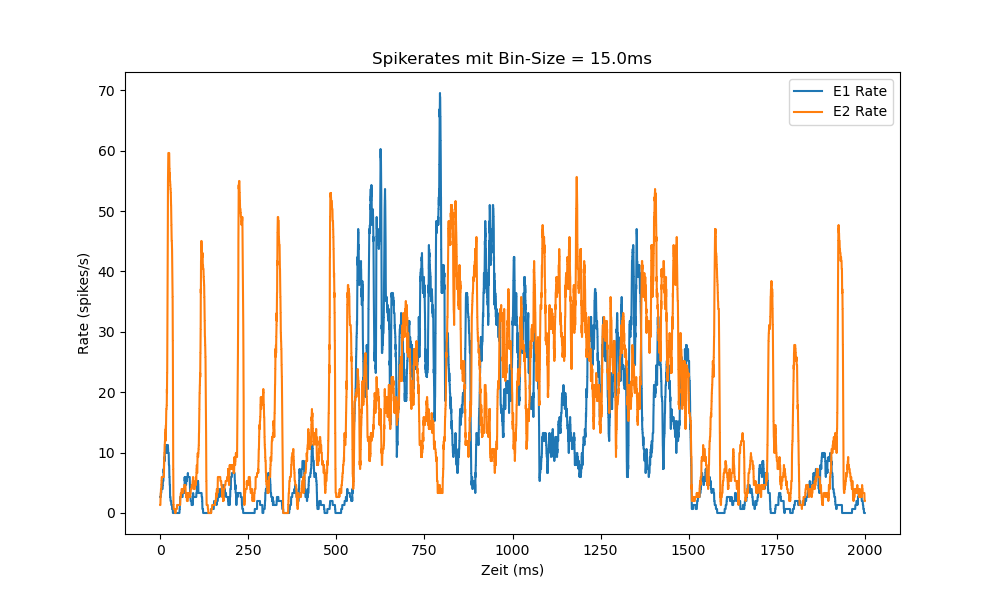 Spikerates mit Bin-Size = 15.0ms
E1 Rate
E2 Rate
70
60
50
40
30
20
10
0
Rate (spikes/s)
0 250 500 750 1000 1250 1500 1750 2000
Zeit (ms)